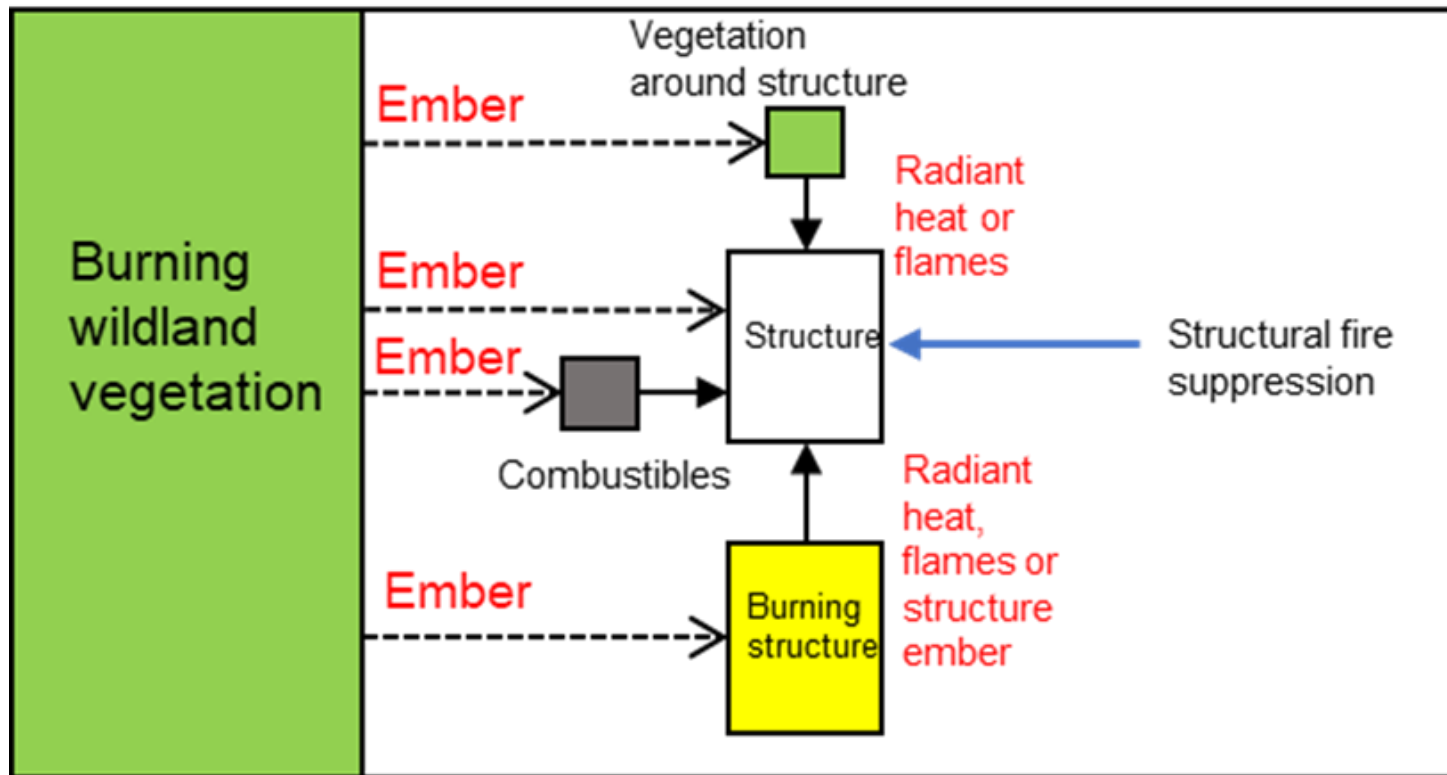 Burning
wildland
vegetation
Ember
Vegetation
around structure
Radiant
heat or
flames
Ember
Structure
Structural fire
suppression
Ember
Combustibles
Ember
Burning
structure
Radiant
heat,
flames or
structure
ember